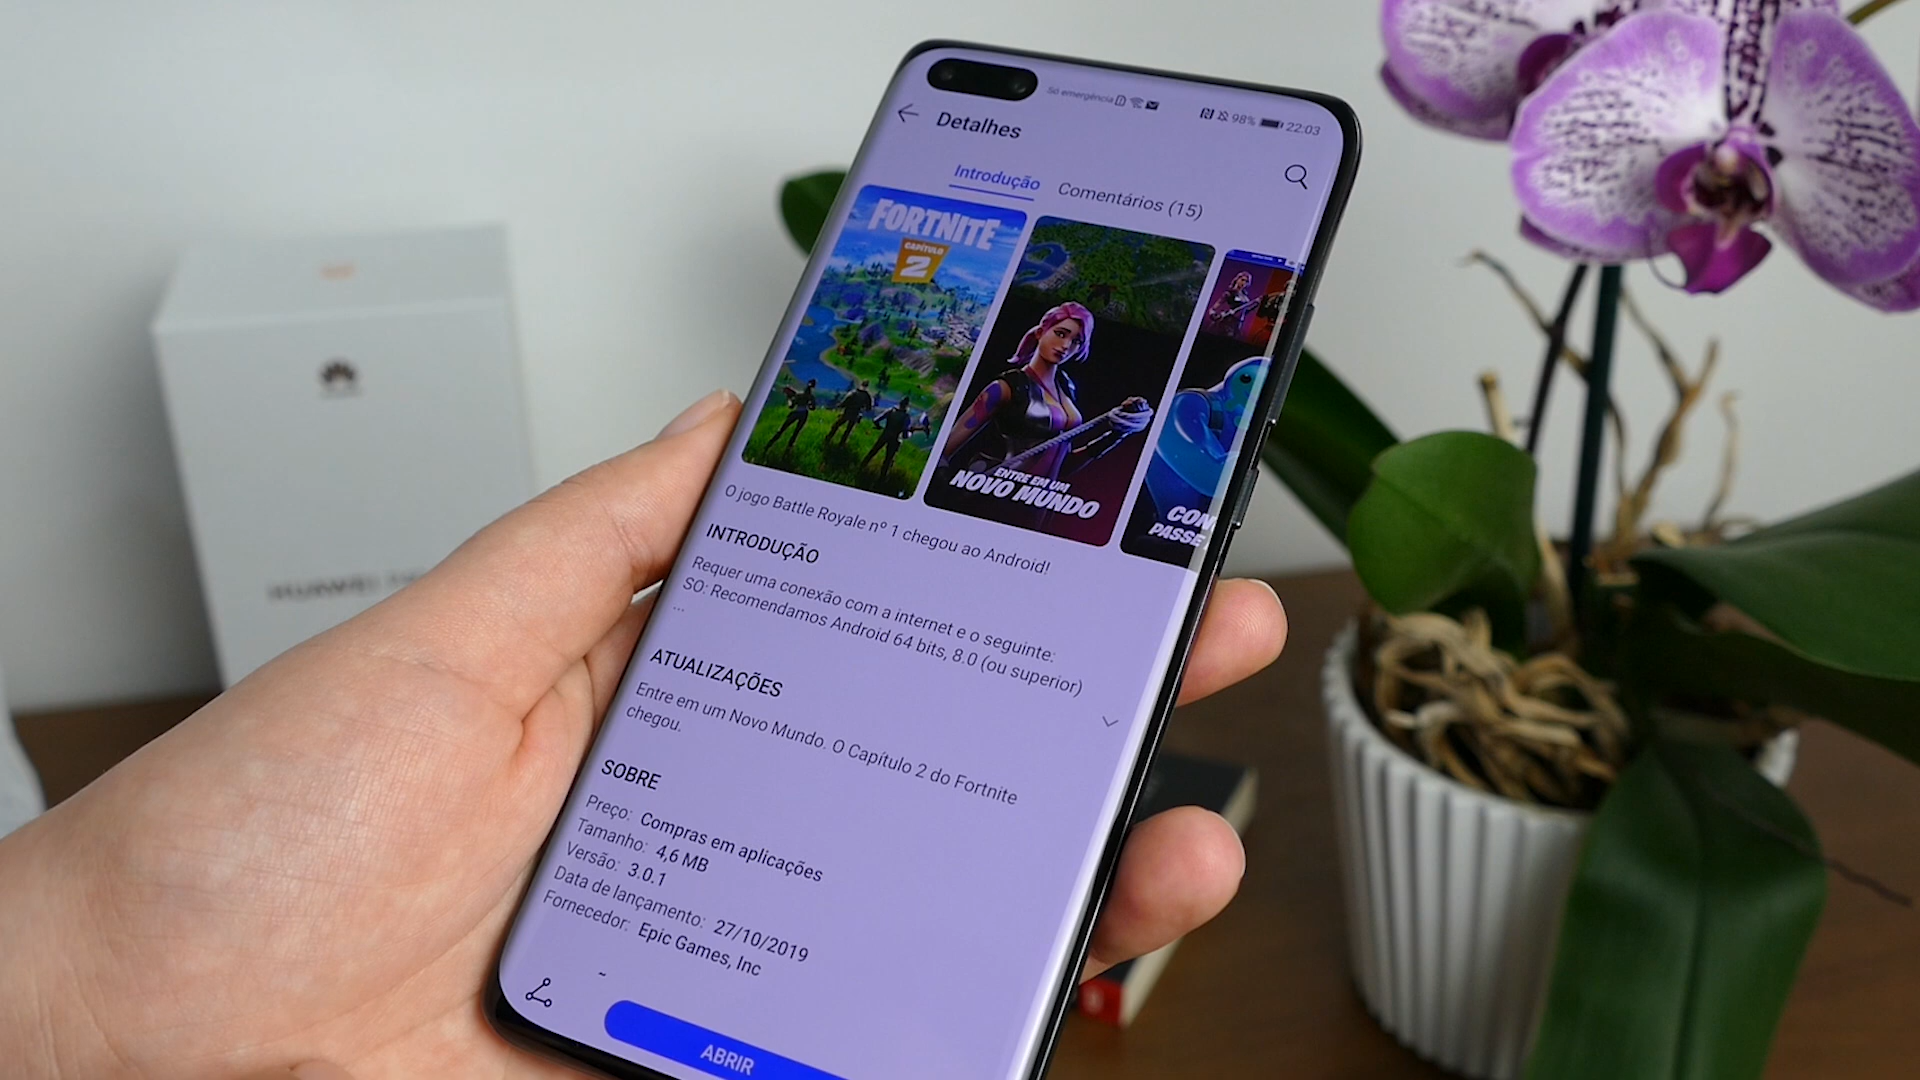 Só emergência
98% 22:03
Detalhes
Introdução Comentários (15)
FORTNITE
CAPÍTULO
2
ENTRE EM UM
NOVO MUNDO
CON
PASSE
O jogo Battle Royale nº 1 chegou ao Android!
INTRODUÇÃO
Requer uma conexão com a internet e o seguinte:
SO: Recomendamos Android 64 bits, 8.0 (ou superior)
...
ATUALIZAÇÕES
Entre em um Novo Mundo. O Capítulo 2 do Fortnite
chegou.
SOBRE
Preço: Compras em aplicações
Tamanho: 4,6 MB
Versão: 3.0.1
Data de lançamento: 27/10/2019
Fornecedor: Epic Games, Inc
ABRIR
HUAWEI